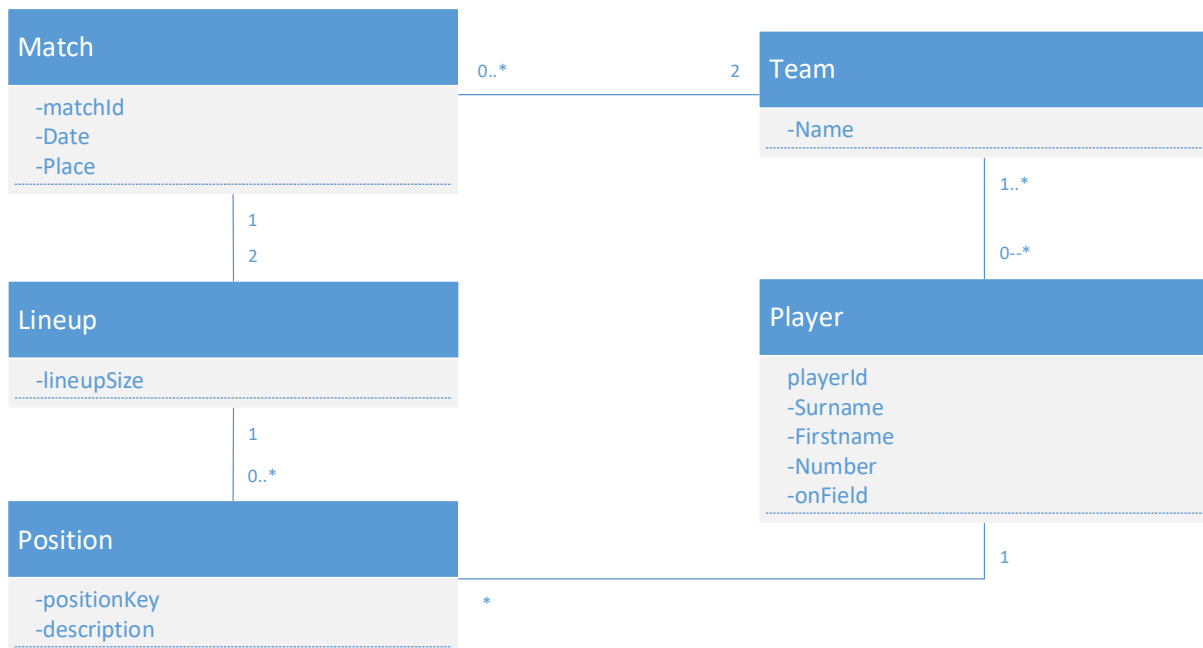 Match
-matchId
-Date
-Place
0..*
2
Team
-Name
1
2
1..*
0--*
Lineup
-lineupSize
Player
playerId
-Surname
-Firstname
-Number
-onField
1
0..*
Position
-positionKey
-description
*
1